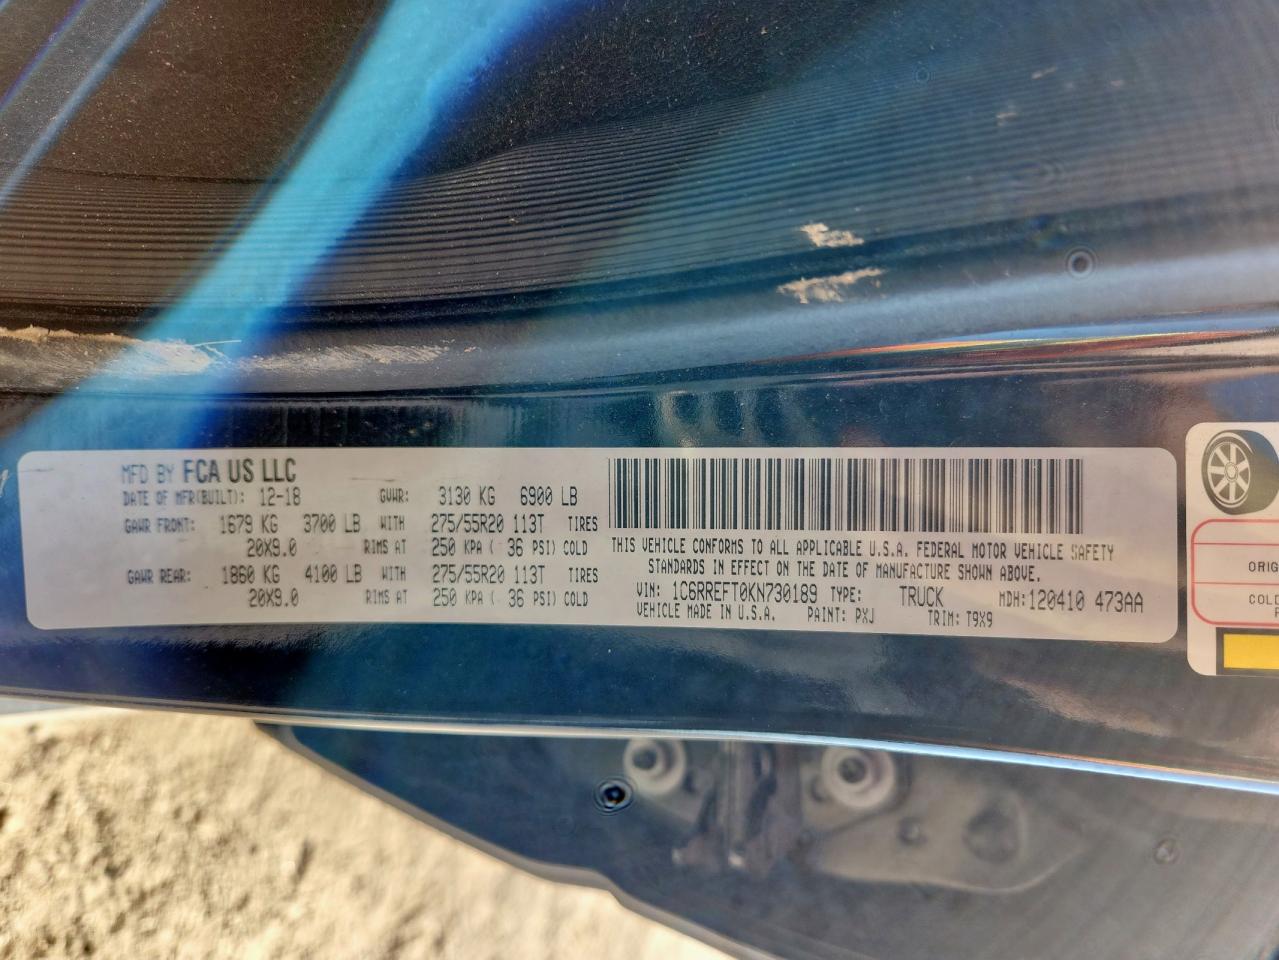 MFD BY FCA US LLC
DATE OF MFR(BUILT): 12-18 GVWR: 3130 KG 6900 LB
GAWR FRONT: 1679 KG 3700 LB WITH 275/55R20 113T TIRES
20X9.0 RIMS AT 250 KPA ( 36 PSI) COLD
GAWR REAR: 1860 KG 4100 LB WITH 275/55R20 113T TIRES
20X9.0 RIMS AT 250 KPA ( 36 PSI) COLD
THIS VEHICLE CONFORMS TO ALL APPLICABLE U.S.A. FEDERAL MOTOR VEHICLE SAFETY
STANDARDS IN EFFECT ON THE DATE OF MANUFACTURE SHOWN ABOVE.
VIN: 1C6RREFT0KN730189 TYPE: TRUCK MDH:120410 473AA
VEHICLE MADE IN U.S.A. PAINT: PXJ TRIM: T9X9